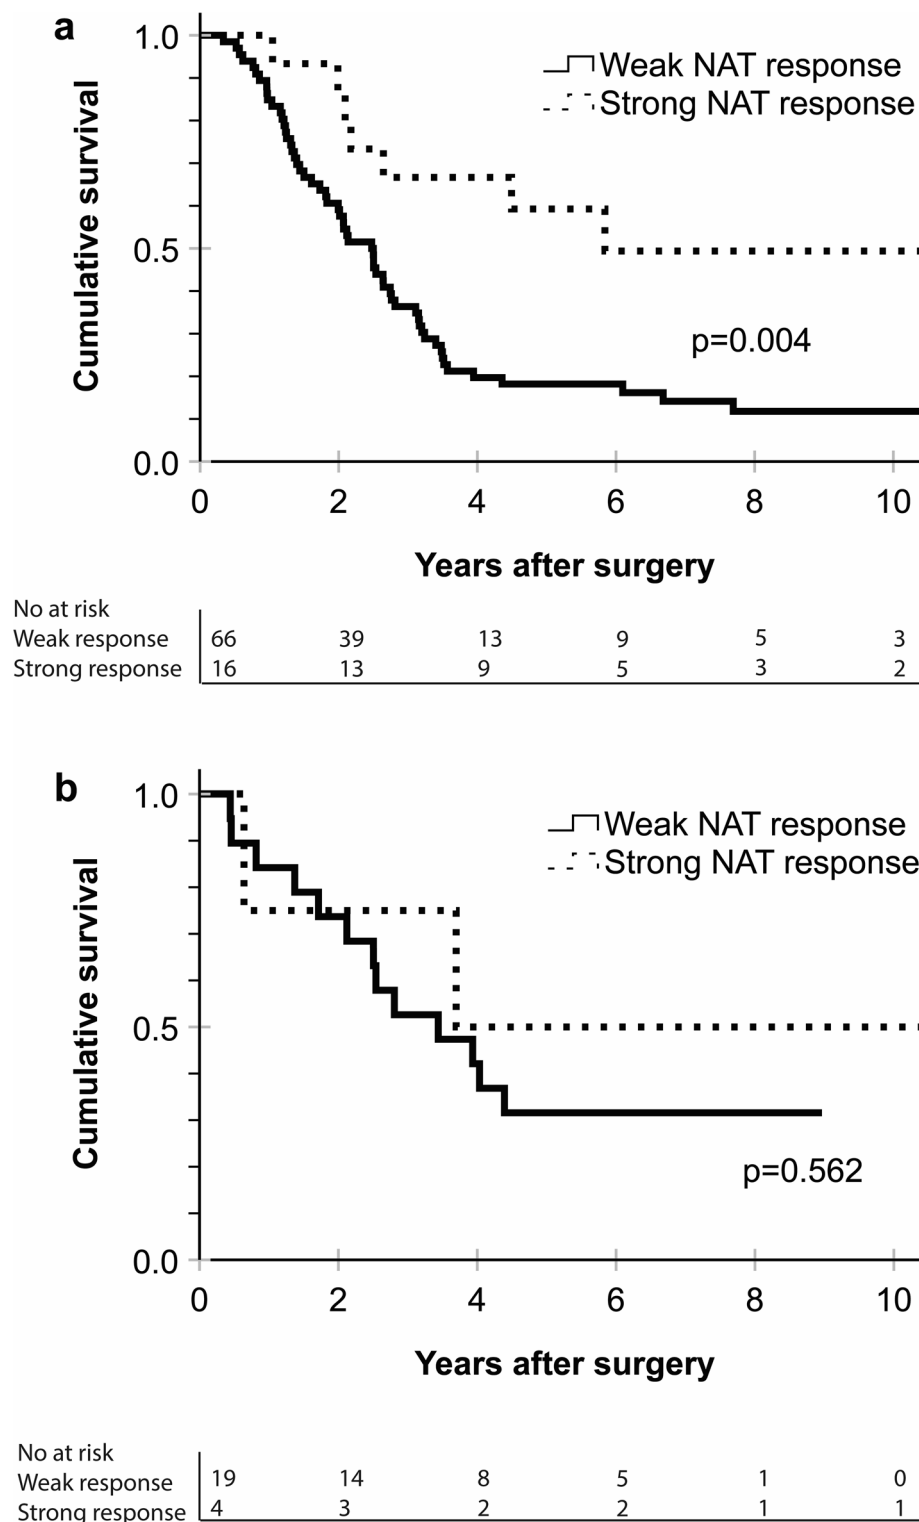 a
1.0
Weak NAT response
Strong NAT response
Cumulative survival
0.5
p=0.004
0.0
0 2 4 6 8 10
Years after surgery
No at risk
Weak response 66 39 13 9 5 3
Strong response 16 13 9 5 3 2
b
1.0
Weak NAT response
Strong NAT response
Cumulative survival
0.5
p=0.562
0.0
0 2 4 6 8 10
Years after surgery
No at risk
Weak response 19 14 8 5 1 0
Strong response 4 3 2 2 1 1